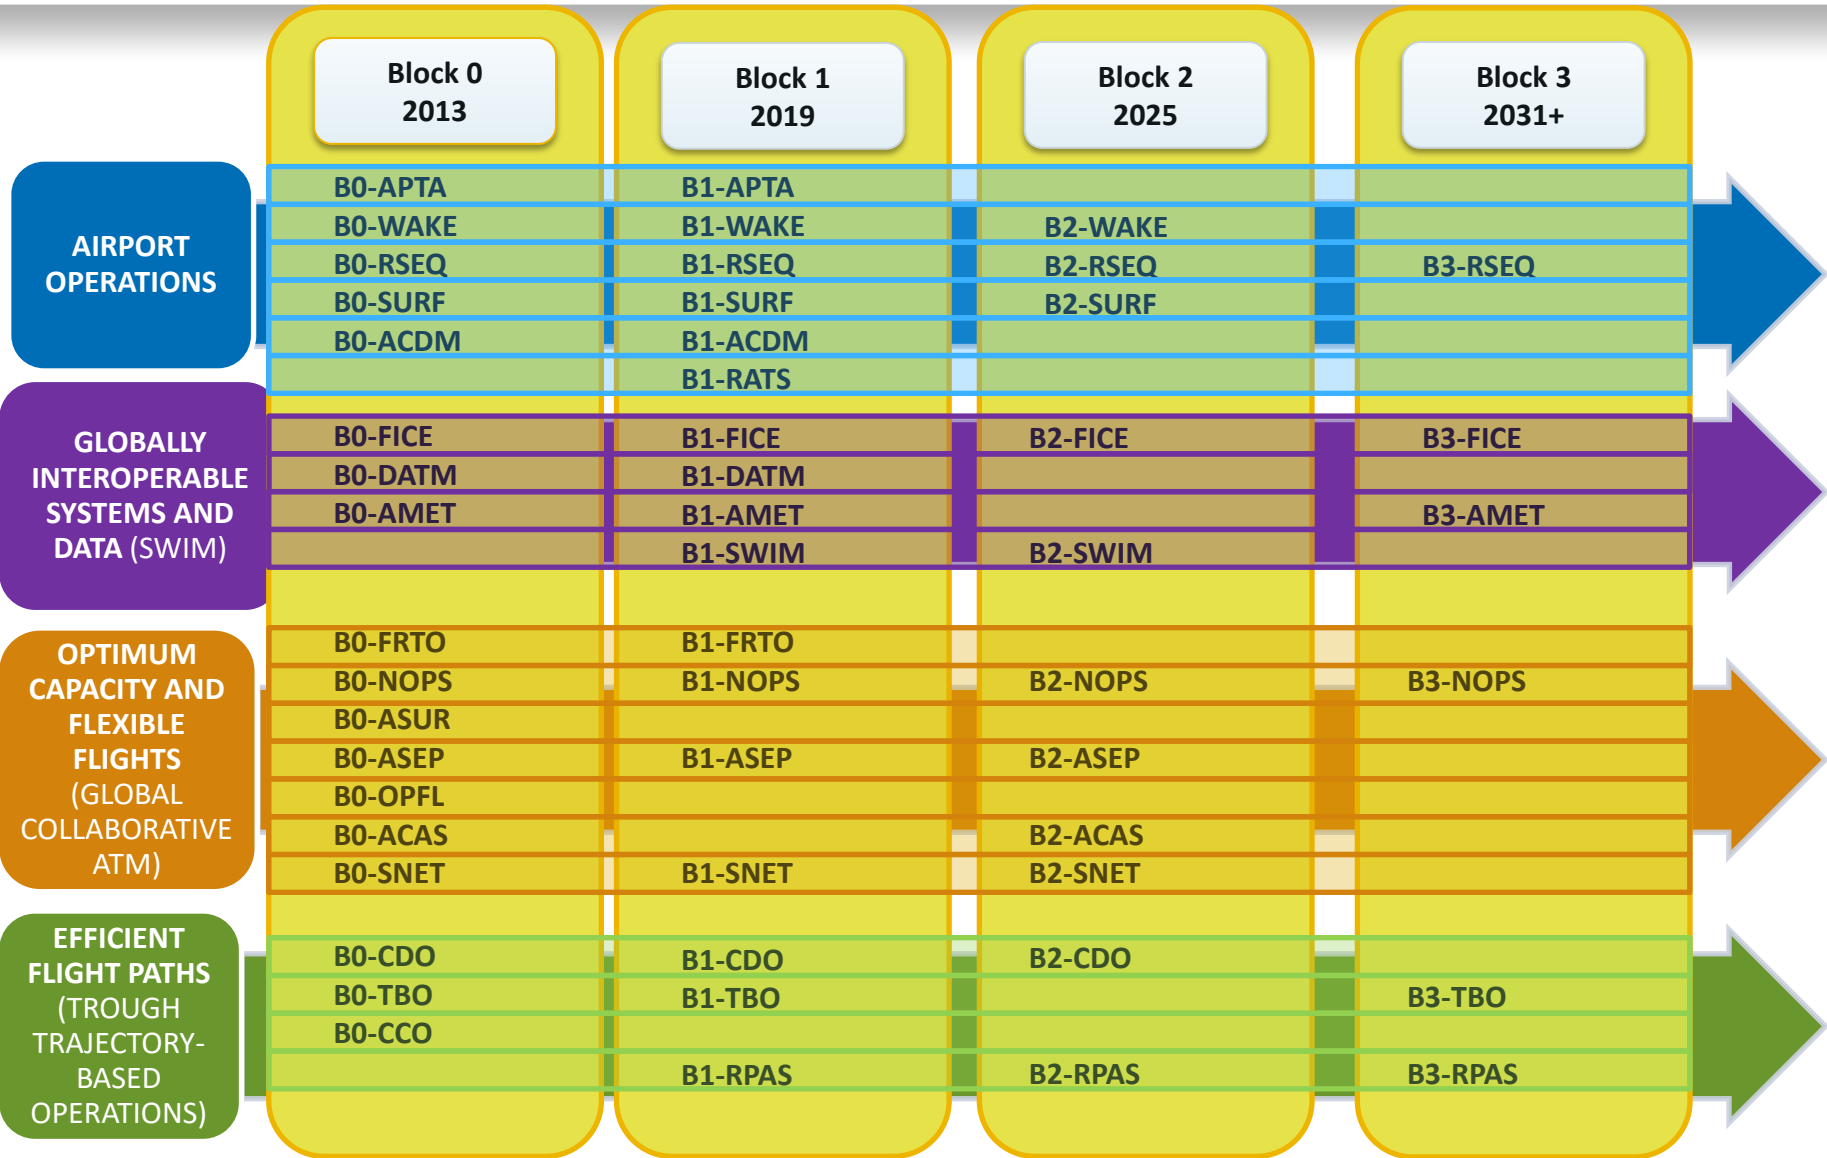 Block 0
2013
Block 1
2019
Block 2
2025
Block 3
2031+
AIRPORT
OPERATIONS
B0-APTA B1-APTA
B0-WAKE B1-WAKE B2-WAKE
B0-RSEQ B1-RSEQ B2-RSEQ B3-RSEQ
B0-SURF B1-SURF B2-SURF
B0-ACDM B1-ACDM
B1-RATS
GLOBALLY
INTEROPERABLE
SYSTEMS AND
DATA (SWIM)
B0-FICE B1-FICE B2-FICE B3-FICE
B0-DATM B1-DATM
B0-AMET B1-AMET B3-AMET
B1-SWIM B2-SWIM
OPTIMUM
CAPACITY AND
FLEXIBLE
FLIGHTS
(GLOBAL
COLLABORATIVE
ATM)
B0-FRTO B1-FRTO
B0-NOPS B1-NOPS B2-NOPS B3-NOPS
B0-ASUR
B0-ASEP B1-ASEP B2-ASEP
B0-OPFL
B0-ACAS B2-ACAS
B0-SNET B1-SNET B2-SNET
EFFICIENT
FLIGHT PATHS
(TROUGH
TRAJECTORY-
BASED
OPERATIONS)
B0-CDO B1-CDO B2-CDO
B0-TBO B1-TBO B3-TBO
B0-CCO
B1-RPAS B2-RPAS B3-RPAS